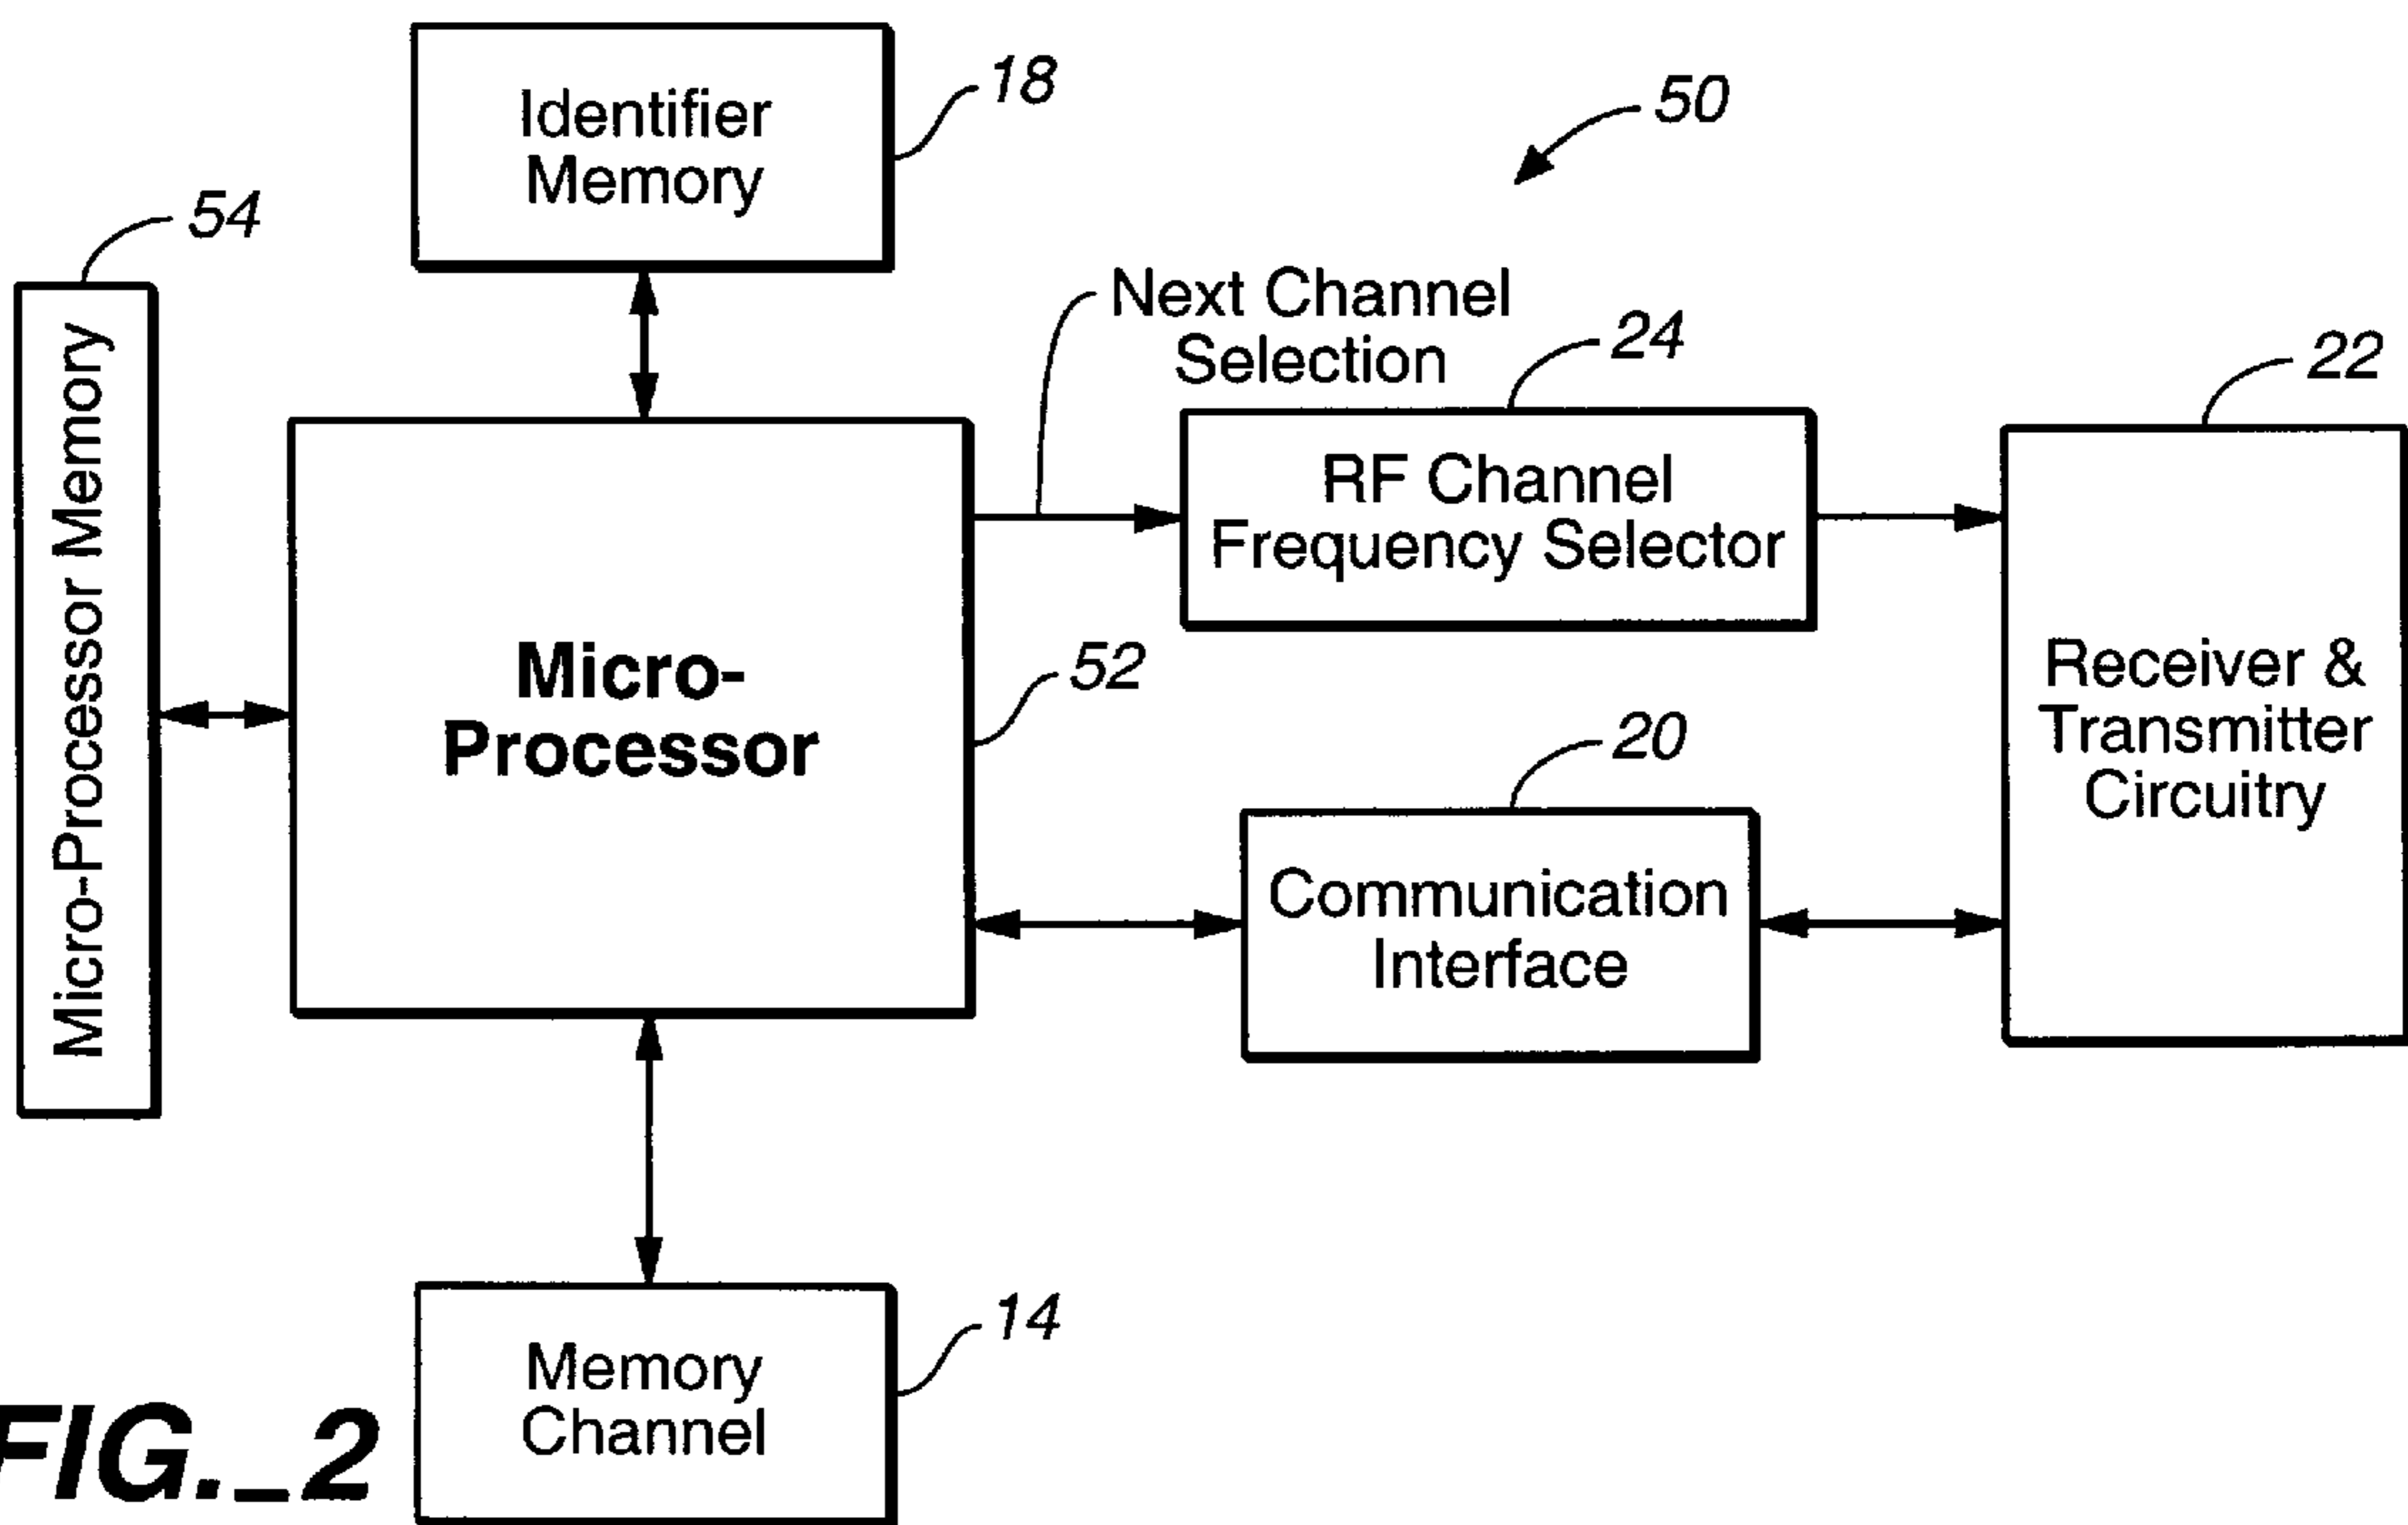 Identifier
Memory
18
50
54
Micro-Processor Memory
Next Channel
Selection
24
22
RF Channel
Frequency Selector
Micro-
Processor
52
Receiver &
Transmitter
Circuitry
20
Communication
Interface
14
Memory
Channel
FIG._2